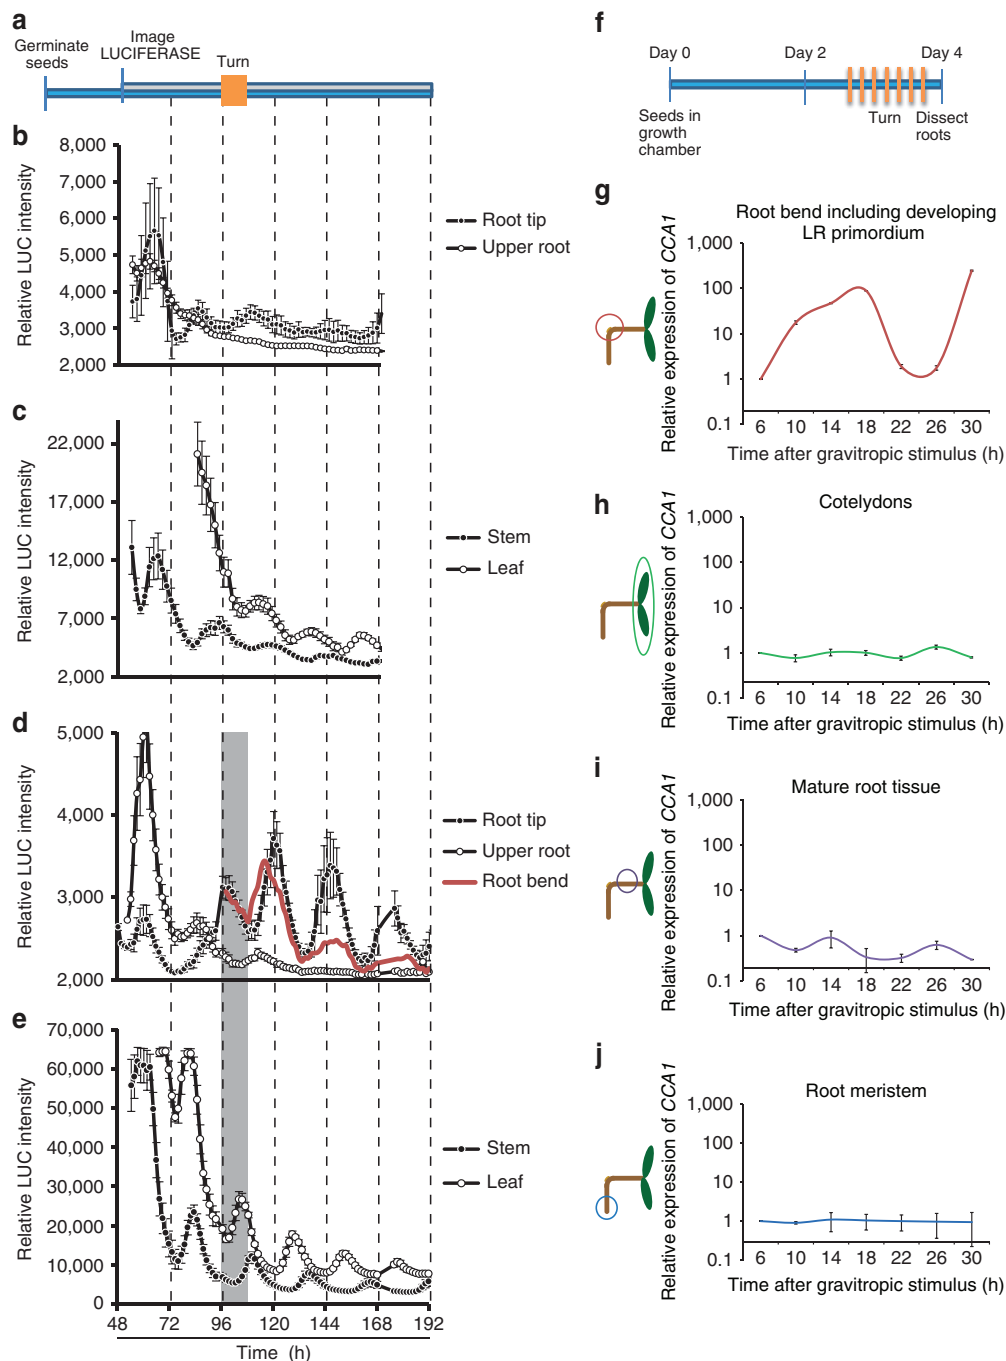 a
Germinate
seeds
Image
LUCIFERASE
Turn
b
8,000
7,000
6,000
5,000
4,000
3,000
2,000
Relative LUC intensity
Root tip
Upper root
c
22,000
17,000
12,000
7,000
2,000
Relative LUC intensity
Stem
Leaf
d
5,000
4,000
3,000
2,000
Relative LUC intensity
Root tip
Upper root
Root bend
e
70,000
60,000
50,000
40,000
30,000
20,000
10,000
0
Relative LUC intensity
Stem
Leaf
48 72 96 120 144 168 192
Time (h)
f
Day 0 Day 2 Day 4
Seeds in
growth
chamber
Turn
Dissect
roots
g
Root bend including developing
LR primordium
Relative expression of CCA1
1,000
100
10
1
0.1
6 10 14 18 22 26 30
Time after gravitropic stimulus (h)
h
Cotelydons
Relative expression of CCA1
1,000
100
10
1
0.1
6 10 14 18 22 26 30
Time after gravitropic stimulus (h)
i
Mature root tissue
Relative expression of CCA1
1,000
100
10
1
0.1
6 10 14 18 22 26 30
Time after gravitropic stimulus (h)
j
Root meristem
Relative expression of CCA1
1,000
100
10
1
0.1
6 10 14 18 22 26 30
Time after gravitropic stimulus (h)